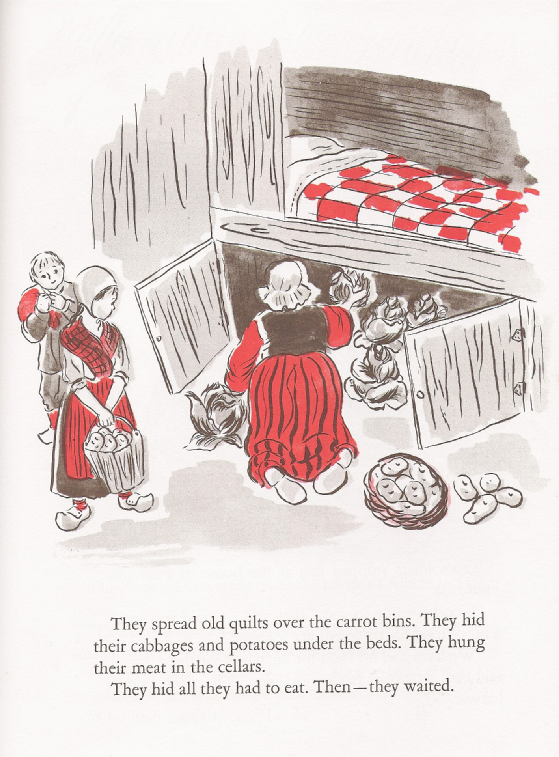 They spread old quilts over the carrot bins. They hid
their cabbages and potatoes under the beds. They hung
their meat in the cellars.
They hid all they had to eat. Then—they waited.